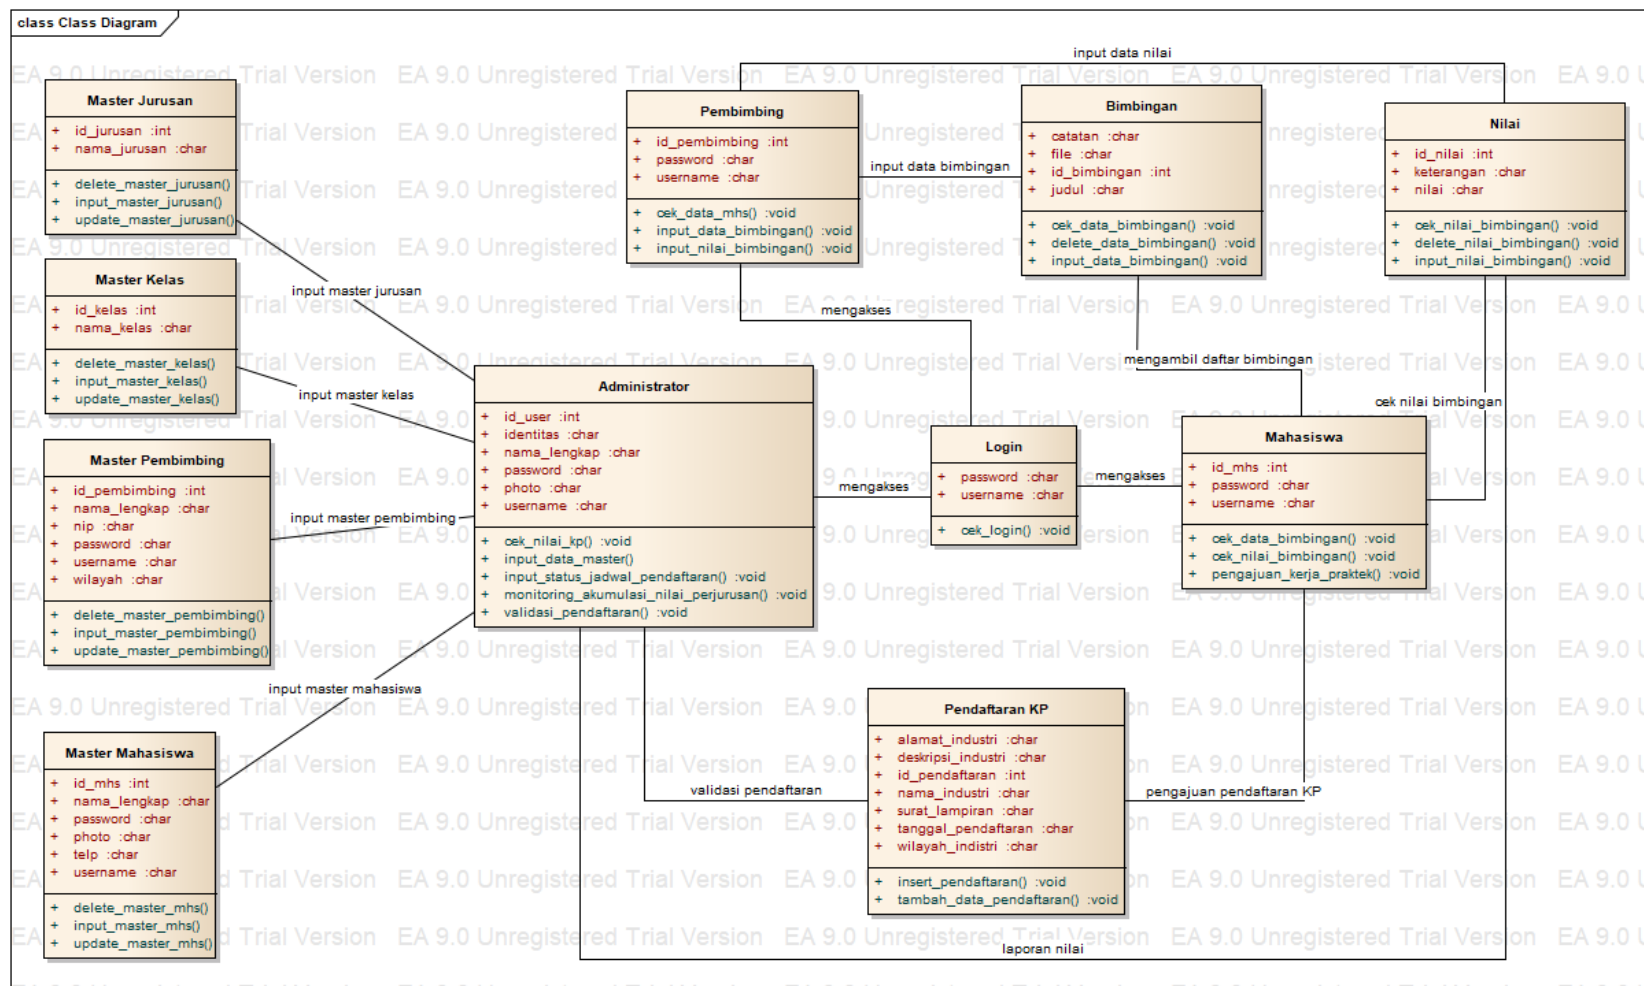 class Class Diagram
input data nilai
Master Jurusan
+ id_jurusan :int
+ nama_jurusan :char
+ delete_master_jurusan()
+ input_master_jurusan()
+ update_master_jurusan()
Pembimbing
+ id_pembimbing :int
+ password :char
+ username :char
+ cek_data_mhs() :void
+ input_data_bimbingan() :void
+ input_nilai_bimbingan() :void
input data bimbingan
Bimbingan
+ catatan :char
+ file :char
+ id_bimbingan :int
+ judul :char
+ cek_data_bimbingan() :void
+ delete_data_bimbingan() :void
+ input_data_bimbingan() :void
Nilai
+ id_nilai :int
+ keterangan :char
+ nilai :char
+ cek_nilai_bimbingan() :void
+ delete_nilai_bimbingan() :void
+ input_nilai_bimbingan() :void
Master Kelas
+ id_kelas :int
+ nama_kelas :char
+ delete_master_kelas()
+ input_master_kelas()
+ update_master_kelas()
input master jurusan
mengakses
mengambil daftar bimbingan
input master kelas
cek nilai bimbingan
Administrator
+ id_user :int
+ identitas :char
+ nama_lengkap :char
+ password :char
+ photo :char
+ username :char
+ cek_nilai_kp() :void
+ input_data_master()
+ input_status_jadwal_pendaftaran() :void
+ monitoring_akumulasi_nilai_perjurusan() :void
+ validasi_pendaftaran() :void
mengakses
Login
+ password :char
+ username :char
+ cek_login() :void
mengakses
Mahasiswa
+ id_mhs :int
+ password :char
+ username :char
+ cek_data_bimbingan() :void
+ cek_nilai_bimbingan() :void
+ pengajuan_kerja_praktek() :void
Master Pembimbing
+ id_pembimbing :int
+ nama_lengkap :char
+ nip :char
+ password :char
+ username :char
+ wilayah :char
+ delete_master_pembimbing()
+ input_master_pembimbing()
+ update_master_pembimbing()
input master pembimbing
input master mahasiswa
Master Mahasiswa
+ id_mhs :int
+ nama_lengkap :char
+ password :char
+ photo :char
+ telp :char
+ username :char
+ delete_master_mhs()
+ input_master_mhs()
+ update_master_mhs()
validasi pendaftaran
Pendaftaran KP
+ alamat_industri :char
+ deskripsi_industri :char
+ id_pendaftaran :int
+ nama_industri :char
+ surat_lampiran :char
+ tanggal_pendaftaran :char
+ wilayah_indistri :char
+ insert_pendaftaran() :void
+ tambah_data_pendaftaran() :void
pengajuan pendaftaran KP
laporan nilai
EA 9.0 Unregistered Trial Version